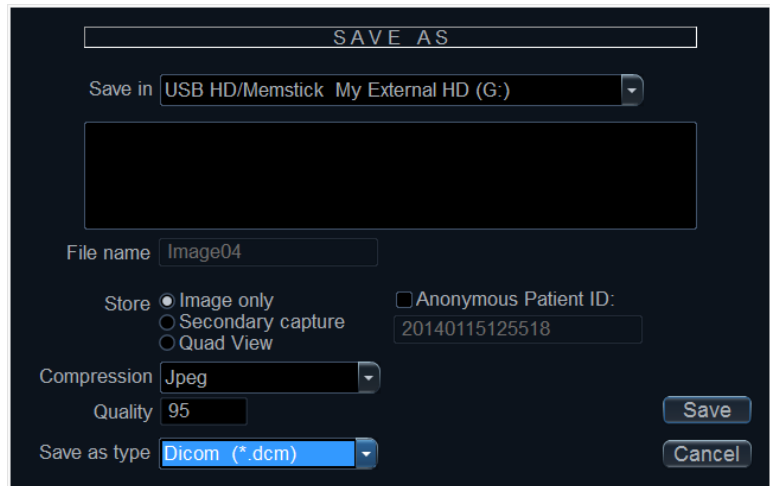 SAVE AS
Save in USB HD/Memstick My External HD (G:)
File name Image04
Store Image only Anonymous Patient ID:
Secondary capture 20140115125518
Quad View
Compression Jpeg
Quality 95 Save
Save as type Dicom (*.dcm) Cancel